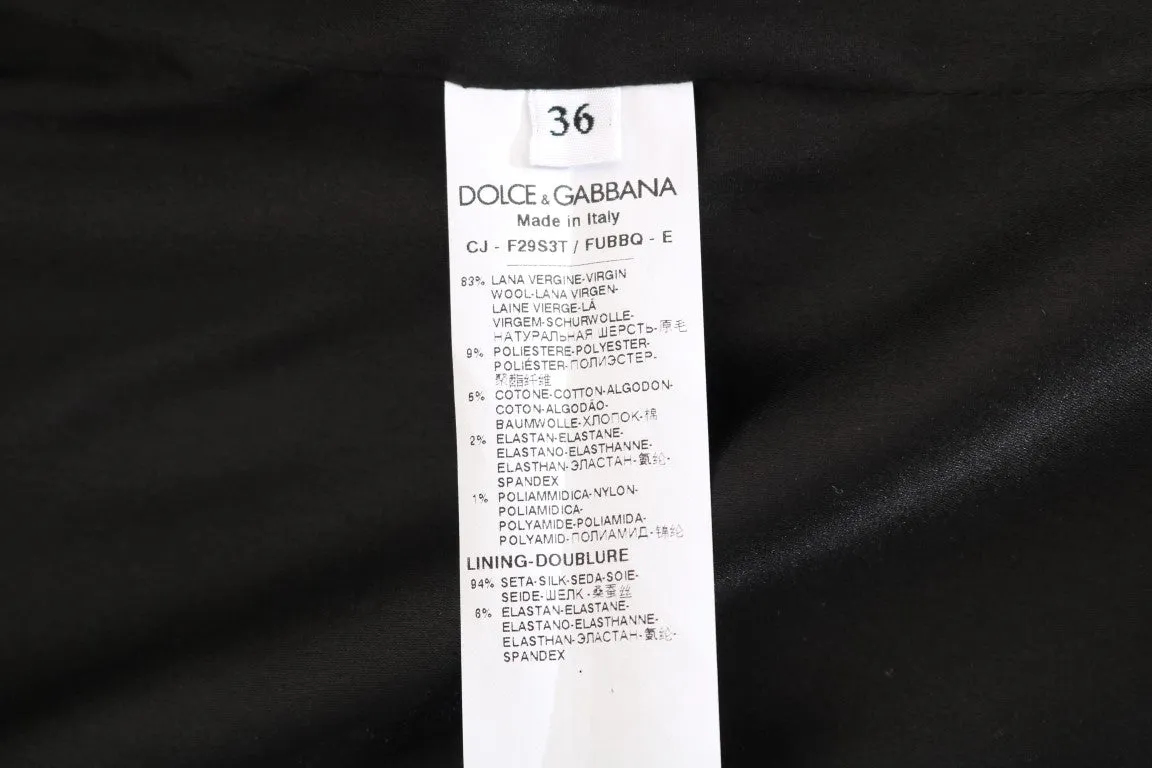 36
DOLCE & GABBANA
Made in Italy
CJ - F29S3T / FUBBQ - E
83% LANA VERGINE-VIRGIN
WOOL-LANA VIRGEN-
LAINE VIERGE-LÃ
VIRGEM-SCHURWOLLE-
НАТУРАЛЬНАЯ ШЕРСТЬ-原毛
9% POLIESTERE-POLYESTER-
POLIÉSTER-ПОЛИЭСТЕР-
聚酯纤维
5% COTONE-COTTON-ALGODON-
COTON-ALGODÃO-
BAUMWOLLE-ХЛОПОК-棉
2% ELASTAN-ELASTANE-
ELASTANO-ELASTHANNE-
ELASTHAN-ЭЛАСТАН-氨纶-
SPANDEX
1% POLIAMMIDICA-NYLON-
POLIAMIDICA-
POLYAMIDE-POLIAMIDA-
POLYAMID-ПОЛИАМИД-锦纶
LINING-DOUBLURE
94% SETA-SILK-SEDA-SOIE-
SEIDE-ШЕЛК-桑蚕丝
6% ELASTAN-ELASTANE-
ELASTANO-ELASTHANNE-
ELASTHAN-ЭЛАСТАН-氨纶-
SPANDEX